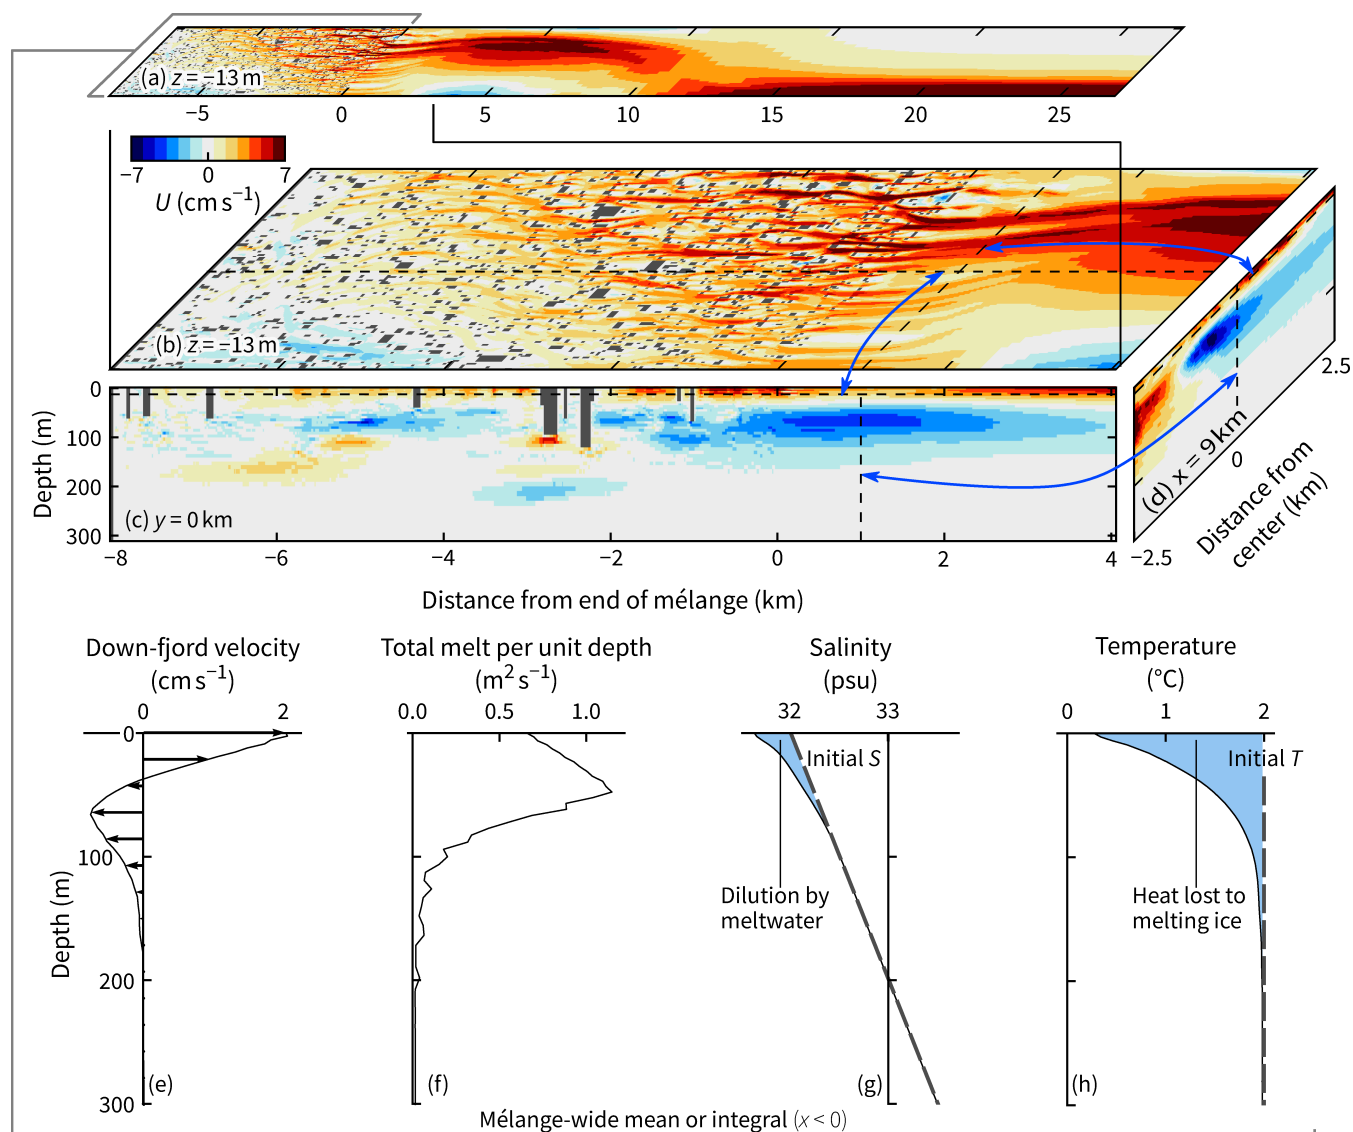 (a) z = −13 m
−5 0 5 10 15 20 25
−7 0 7
U (cm s−1)
(b) z = −13 m
0
100
200
300
Depth (m)
(c) y = 0 km
−8 −6 −4 −2 0 2 4
Distance from end of mélange (km)
(d) x = 9 km
−2.5 0 2.5
Distance from
center (km)
Down-fjord velocity
(cm s−1)
0 2
Total melt per unit depth
(m2 s−1)
0.0 0.5 1.0
Salinity
(psu)
32 33
Temperature
(°C)
0 1 2
0
100
200
300
Depth (m)
Initial S
Dilution by
meltwater
Initial T
Heat lost to
melting ice
(e)
(f)
(g)
(h)
Mélange-wide mean or integral (x < 0)